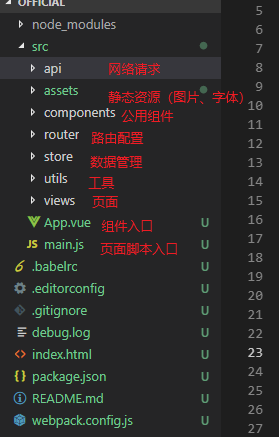 OFFICIAL
node_modules
src
api 网络请求
assets 静态资源（图片、字体）
components 公用组件
router 路由配置
store 数据管理
utils 工具
views 页面
App.vue 组件入口 U
JS main.js 页面脚本入口 U
.babelrc U
.editorconfig U
.gitignore U
debug.log U
index.html U
package.json U
README.md U
webpack.config.js U
5
6
7
8
9
10
11
12
13
14
15
16
17
18
19
20
21
22
23
24
25
26
27